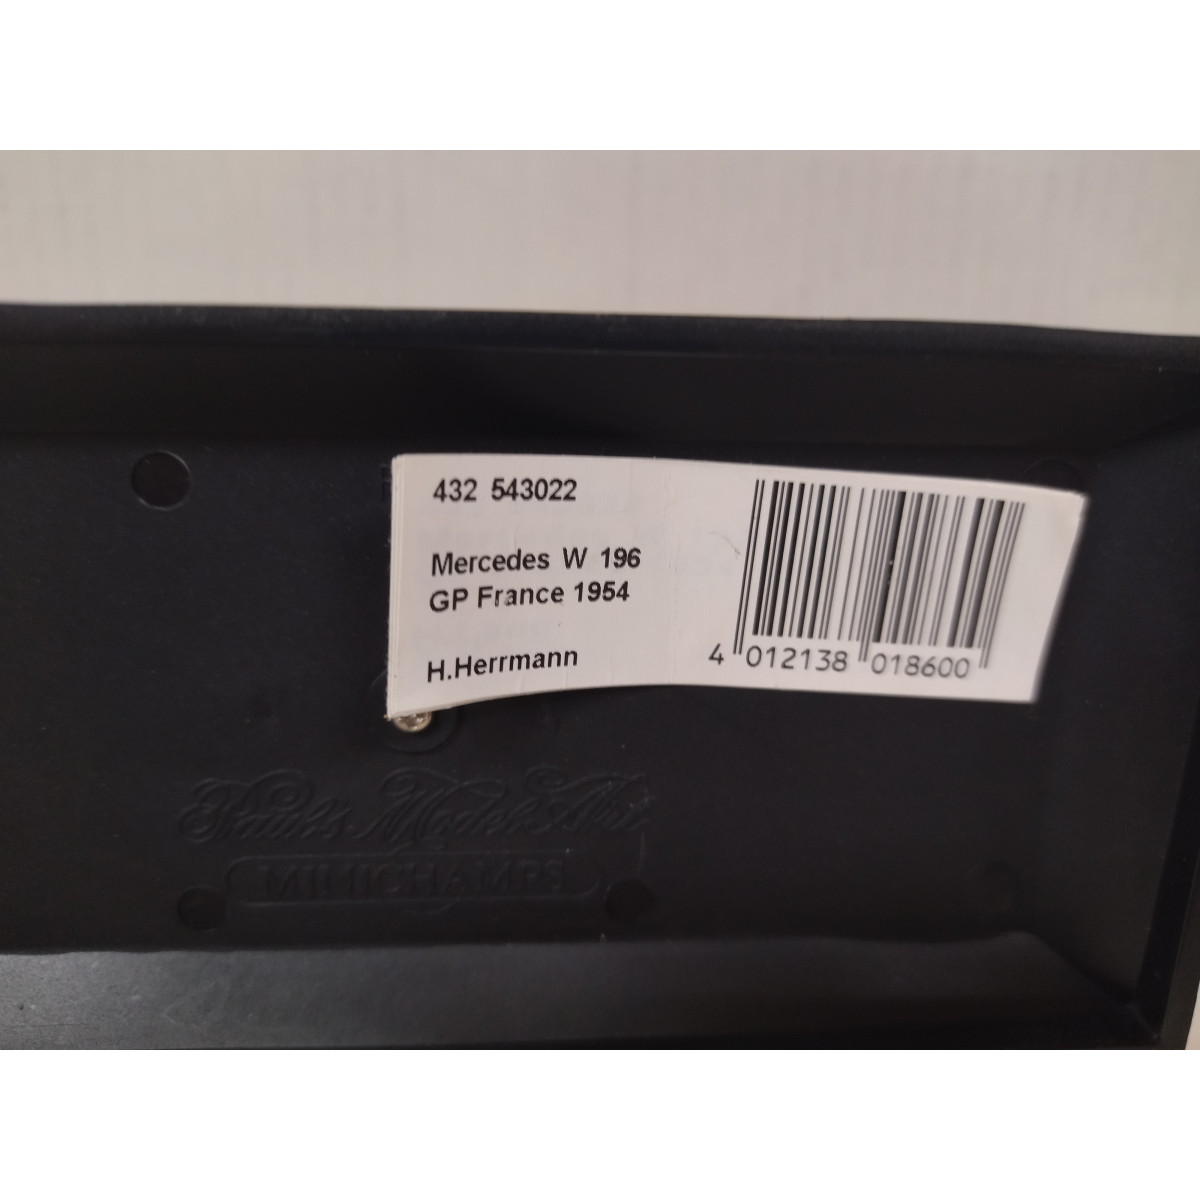 432 543022
Mercedes W 196
GP France 1954
H.Herrmann
4 012138 018600
Paul's Model Art
MINICHAMPS